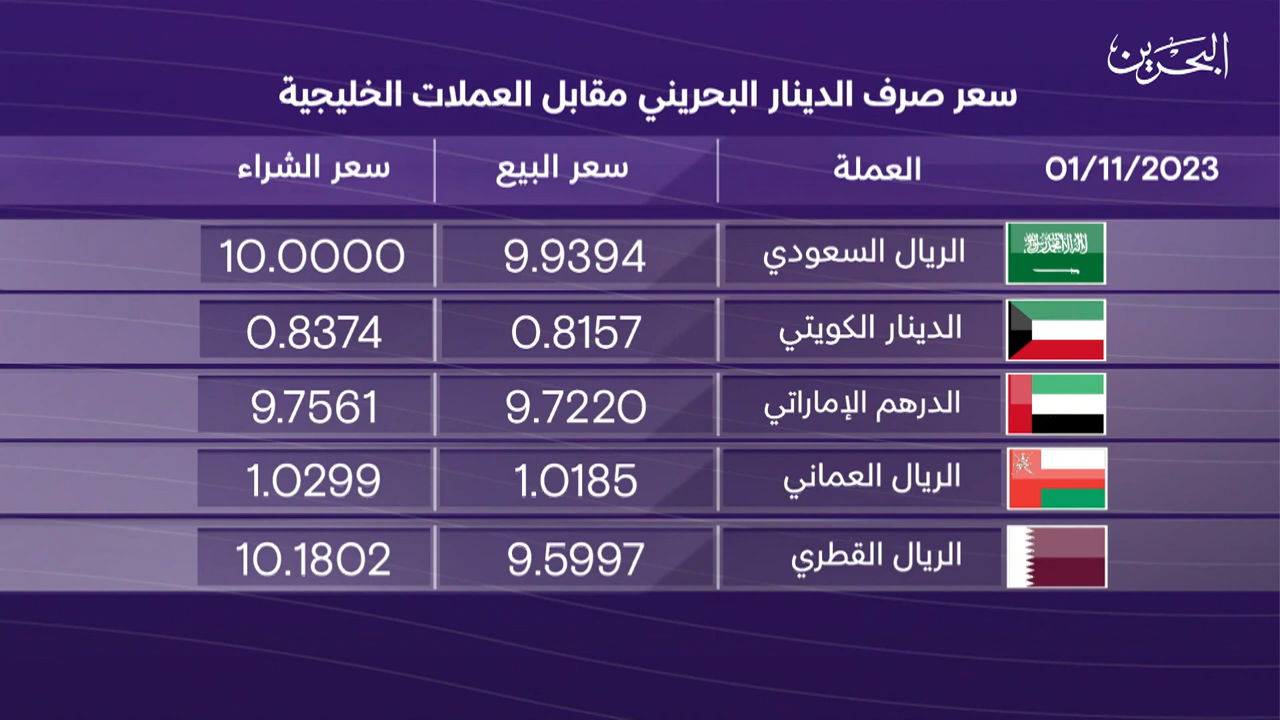 البحرين
سعر صرف الدينار البحريني مقابل العملات الخليجية
01/11/2023 العملة سعر البيع سعر الشراء
الريال السعودي 9.9394 10.0000
الدينار الكويتي 0.8157 0.8374
الدرهم الإماراتي 9.7220 9.7561
الريال العماني 1.0185 1.0299
الريال القطري 9.5997 10.1802